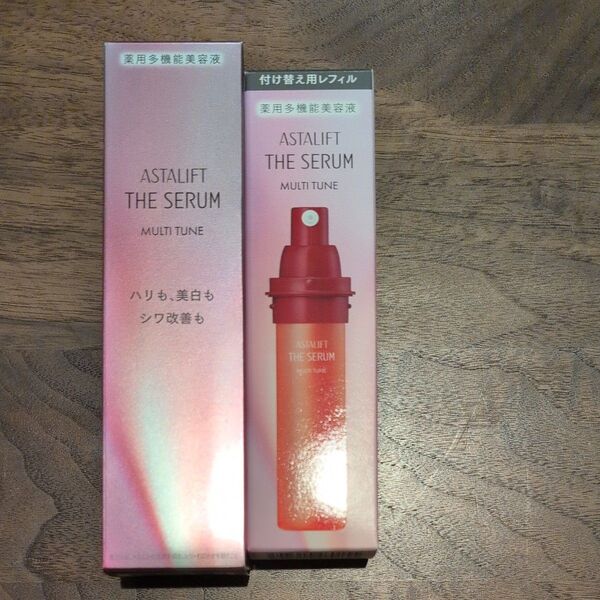 薬用多機能美容液
ASTALIFT
THE SERUM
MULTI TUNE
ハリも、美白も
シワ改善も
付け替え用レフィル
薬用多機能美容液
ASTALIFT
THE SERUM
MULTI TUNE
ASTALIFT
THE SERUM
MULTI TUNE